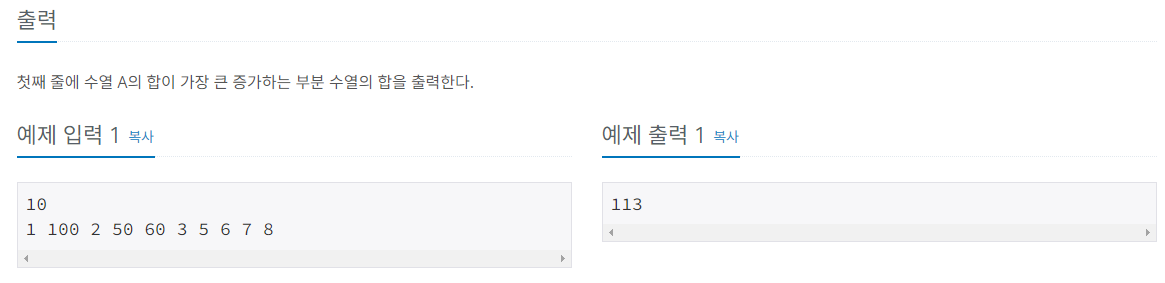 출력
첫째 줄에 수열 A의 합이 가장 큰 증가하는 부분 수열의 합을 출력한다.
예제 입력 1 복사
10
1 100 2 50 60 3 5 6 7 8
예제 출력 1 복사
113